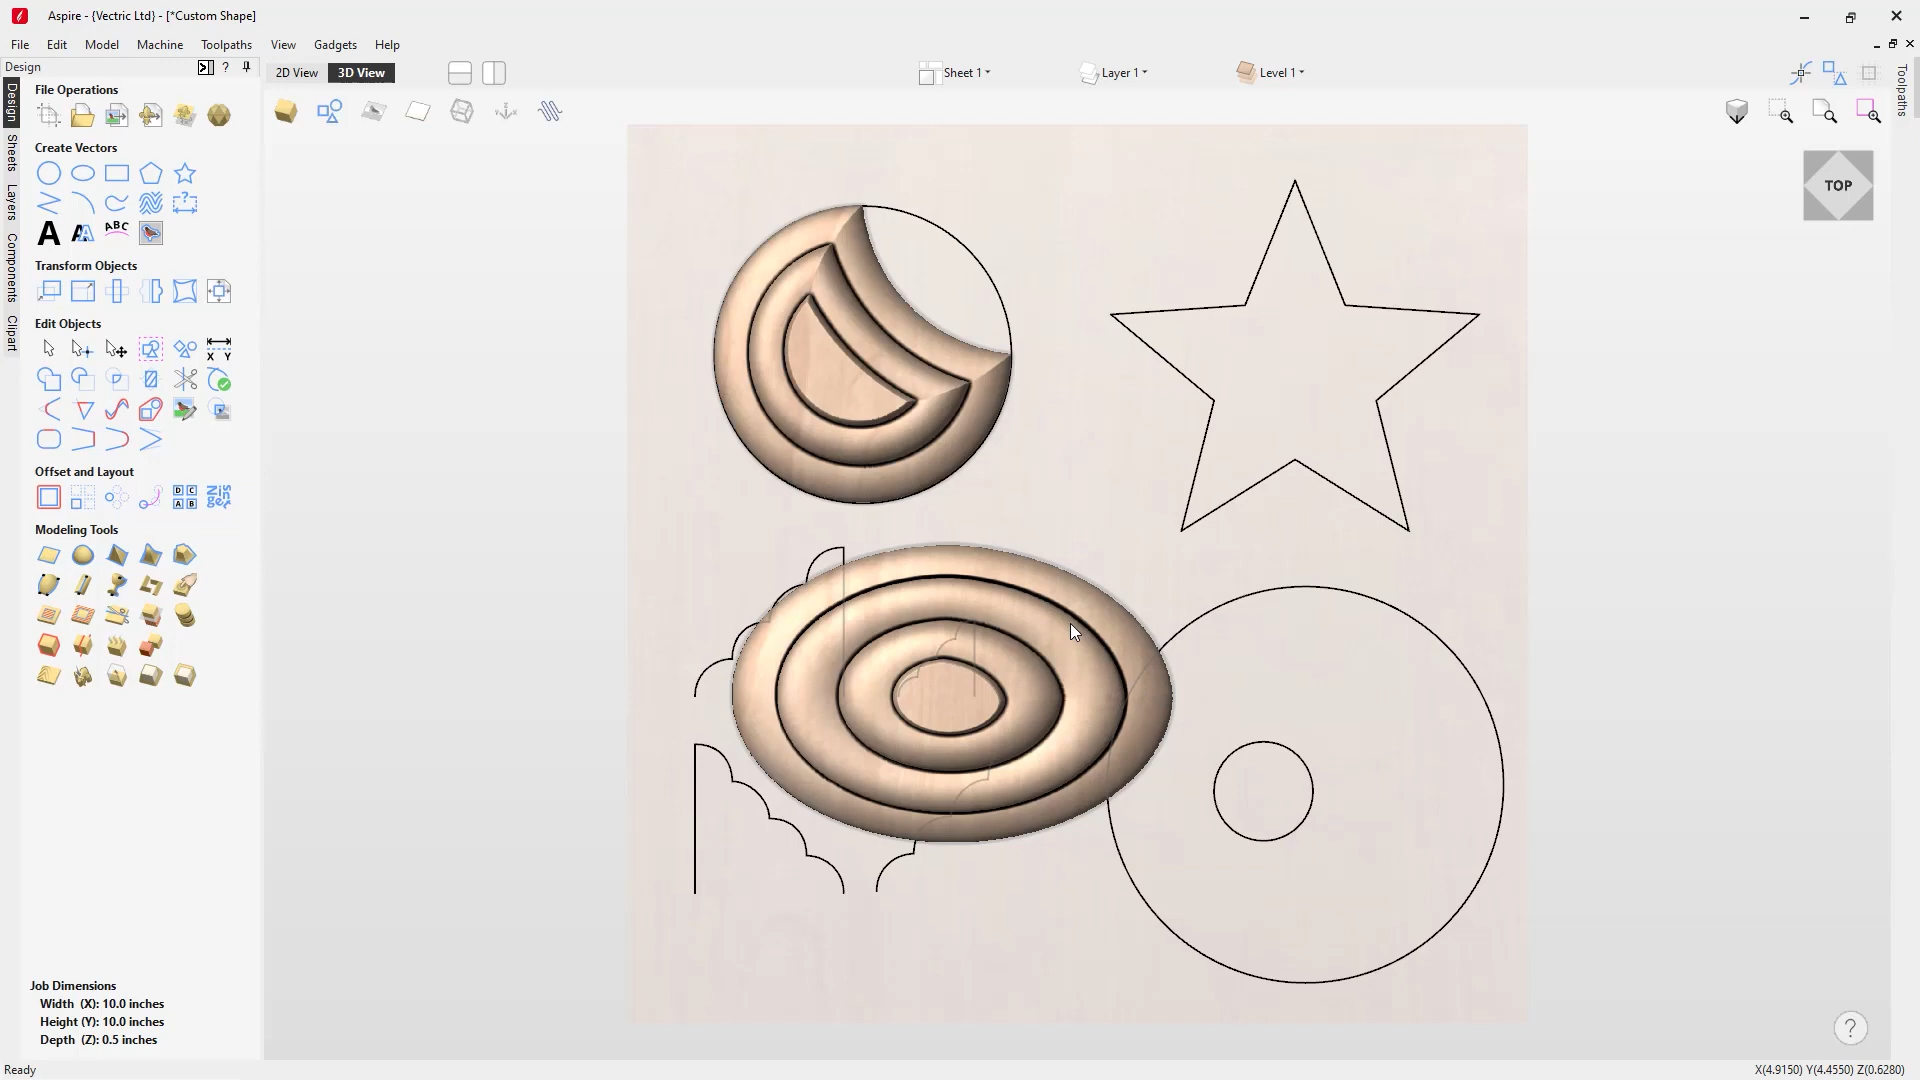 Aspire - {Vectric Ltd} - [*Custom Shape]
File Edit Model Machine Toolpaths View Gadgets Help
Design
2D View 3D View Sheet 1 Layer 1 Level 1
Design
Sheets
Layers
Components
Clipart
Toolpaths
File Operations
Create Vectors
A A ABC
Transform Objects
Edit Objects
X Y
Offset and Layout
Modeling Tools
TOP
Job Dimensions
Width (X): 10.0 inches
Height (Y): 10.0 inches
Depth (Z): 0.5 inches
Ready
X(4.9150) Y(4.4550) Z(0.6280)